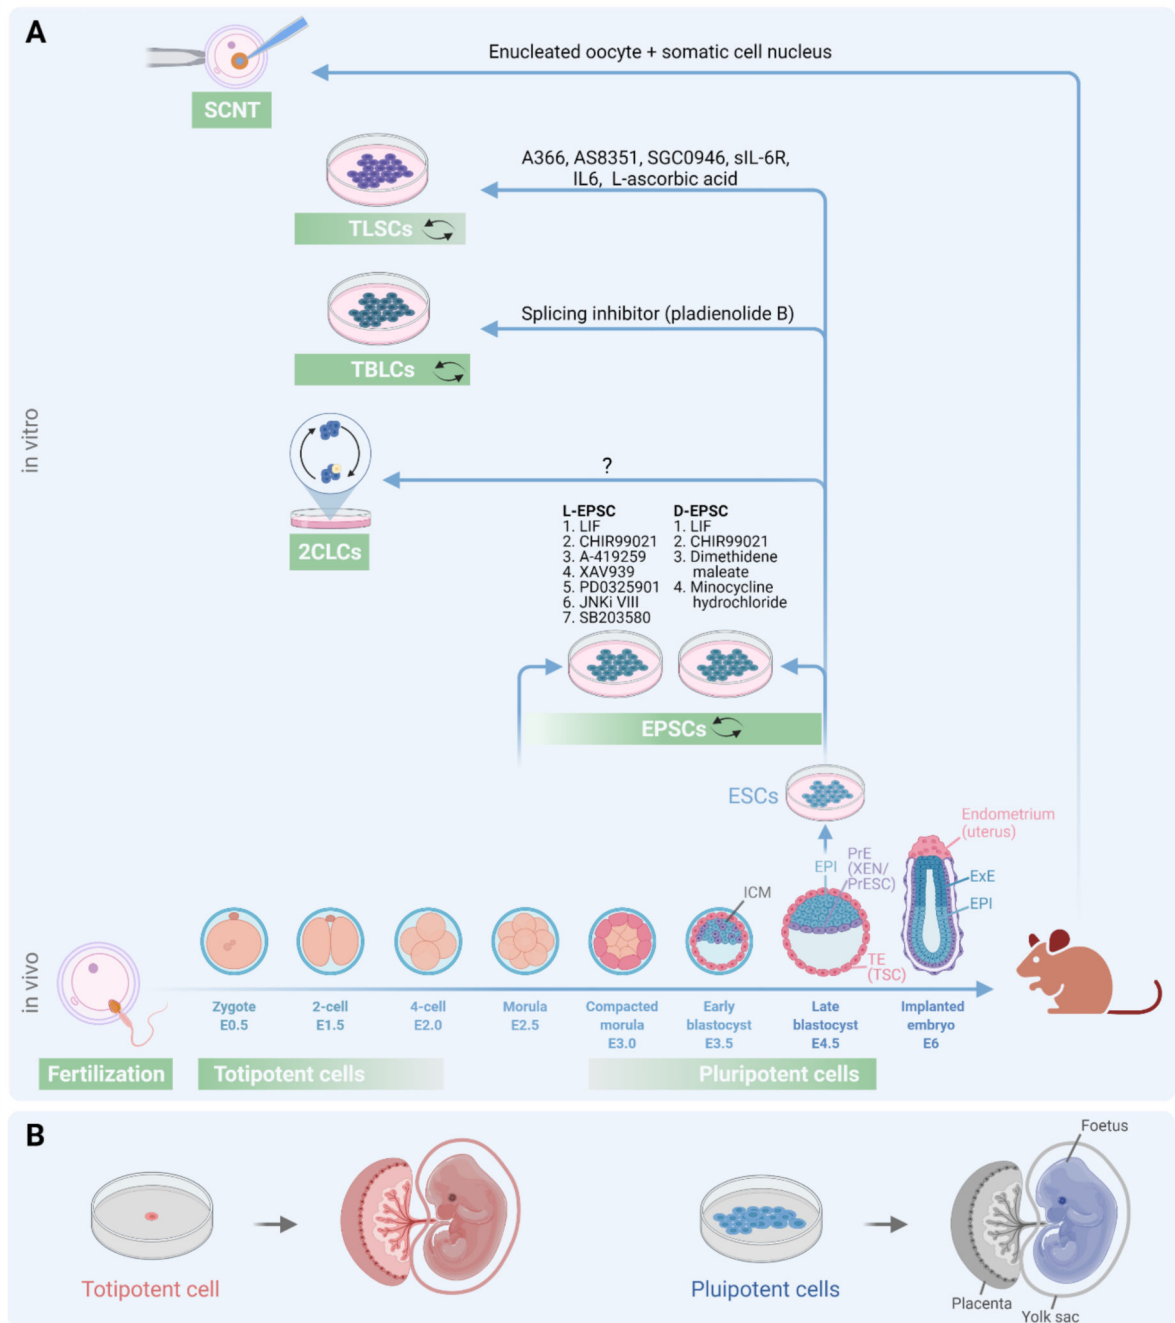 A
Enucleated oocyte + somatic cell nucleus
SCNT
A366, AS8351, SGC0946, sIL-6R,
IL6, L-ascorbic acid
TLSCs
Splicing inhibitor (pladienolide B)
TBLCs
in vitro
?
2CLCs
L-EPSC
1. LIF
2. CHIR99021
3. A-419259
4. XAV939
5. PD0325901
6. JNKi VIII
7. SB203580
D-EPSC
1. LIF
2. CHIR99021
3. Dimethidene
maleate
4. Minocycline
hydrochloride
EPSCs
ESCs
Endometrium
(uterus)
EPI
PrE
(XEN/
PrESC)
ICM
ExE
EPI
TE
(TSC)
in vivo
Zygote
E0.5
2-cell
E1.5
4-cell
E2.0
Morula
E2.5
Compacted
morula
E3.0
Early
blastocyst
E3.5
Late
blastocyst
E4.5
Implanted
embryo
E6
Fertilization
Totipotent cells
Pluripotent cells
B
Foetus
Totipotent cell
Pluipotent cells
Placenta
Yolk sac